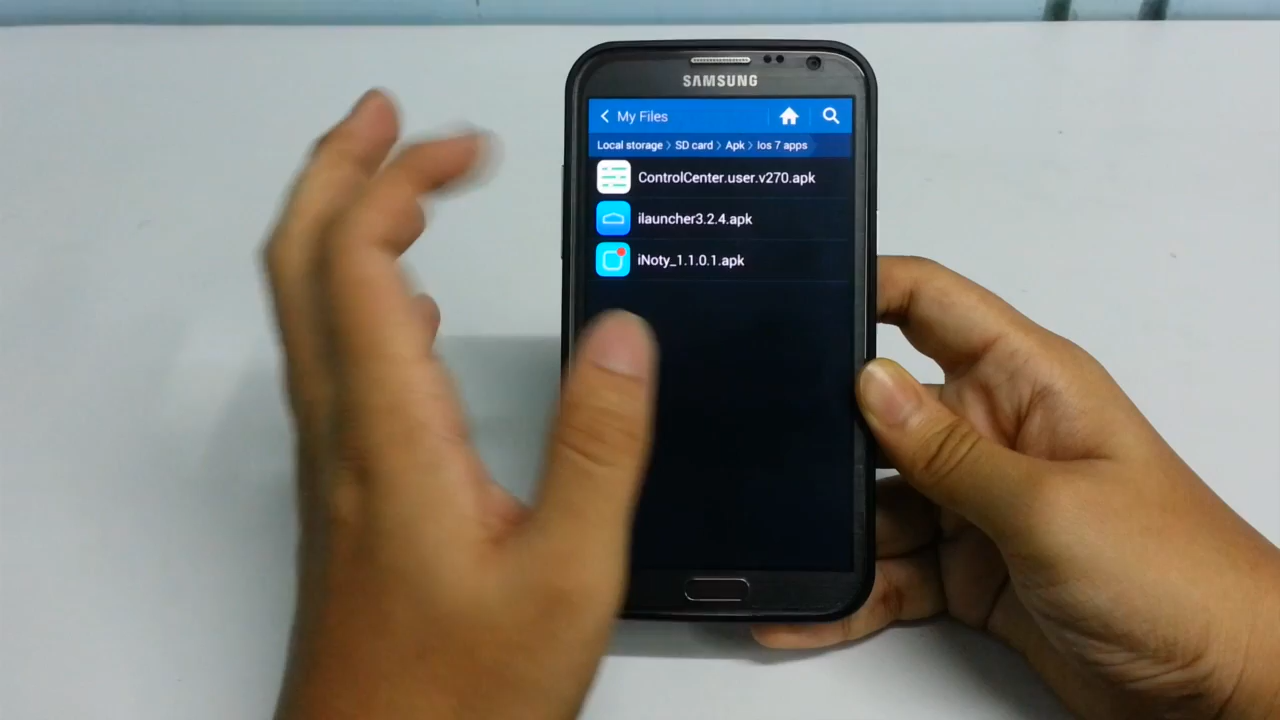 SAMSUNG
My Files
Local storage > SD card > Apk > Ios 7 apps
ControlCenter.user.v270.apk
ilauncher3.2.4.apk
iNoty_1.1.0.1.apk